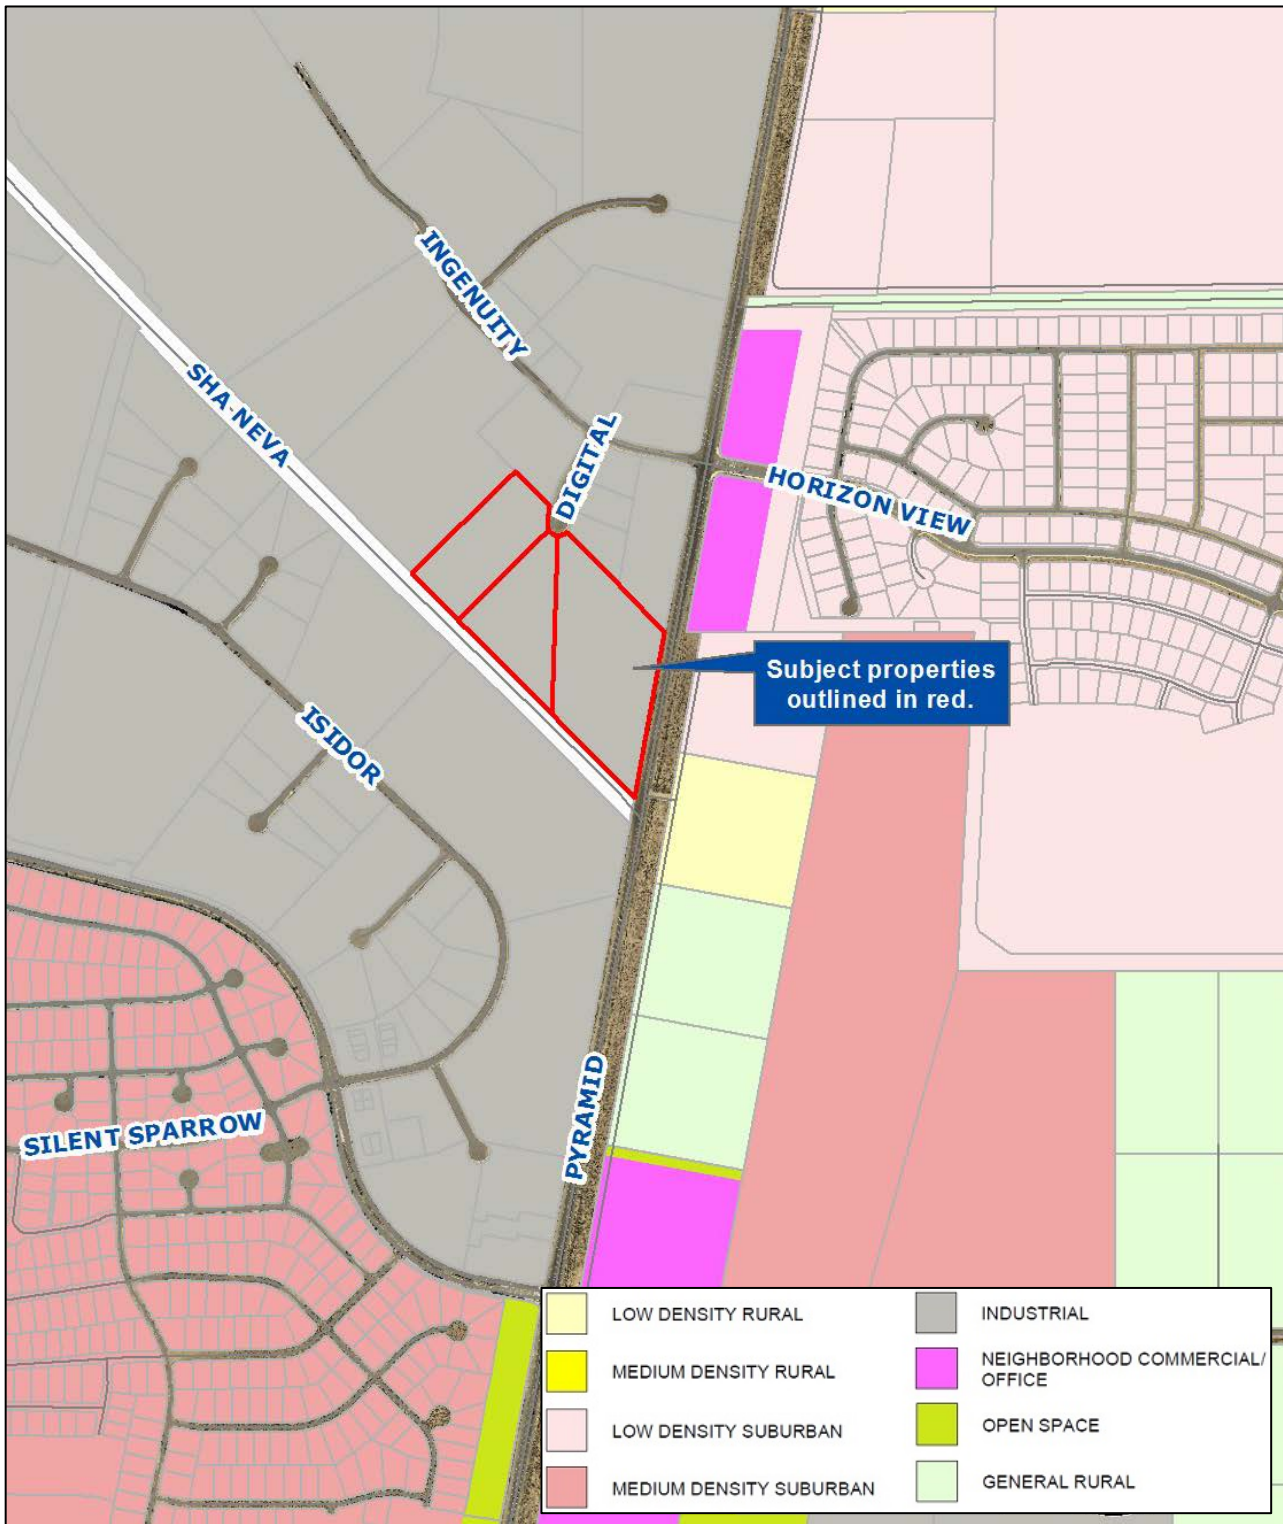 INGENUITY
SHA NEVA
DIGITAL
HORIZON VIEW
Subject properties
outlined in red.
ISIDOR
PYRAMID
SILENT SPARROW
LOW DENSITY RURAL
MEDIUM DENSITY RURAL
LOW DENSITY SUBURBAN
MEDIUM DENSITY SUBURBAN
INDUSTRIAL
NEIGHBORHOOD COMMERCIAL/
OFFICE
OPEN SPACE
GENERAL RURAL